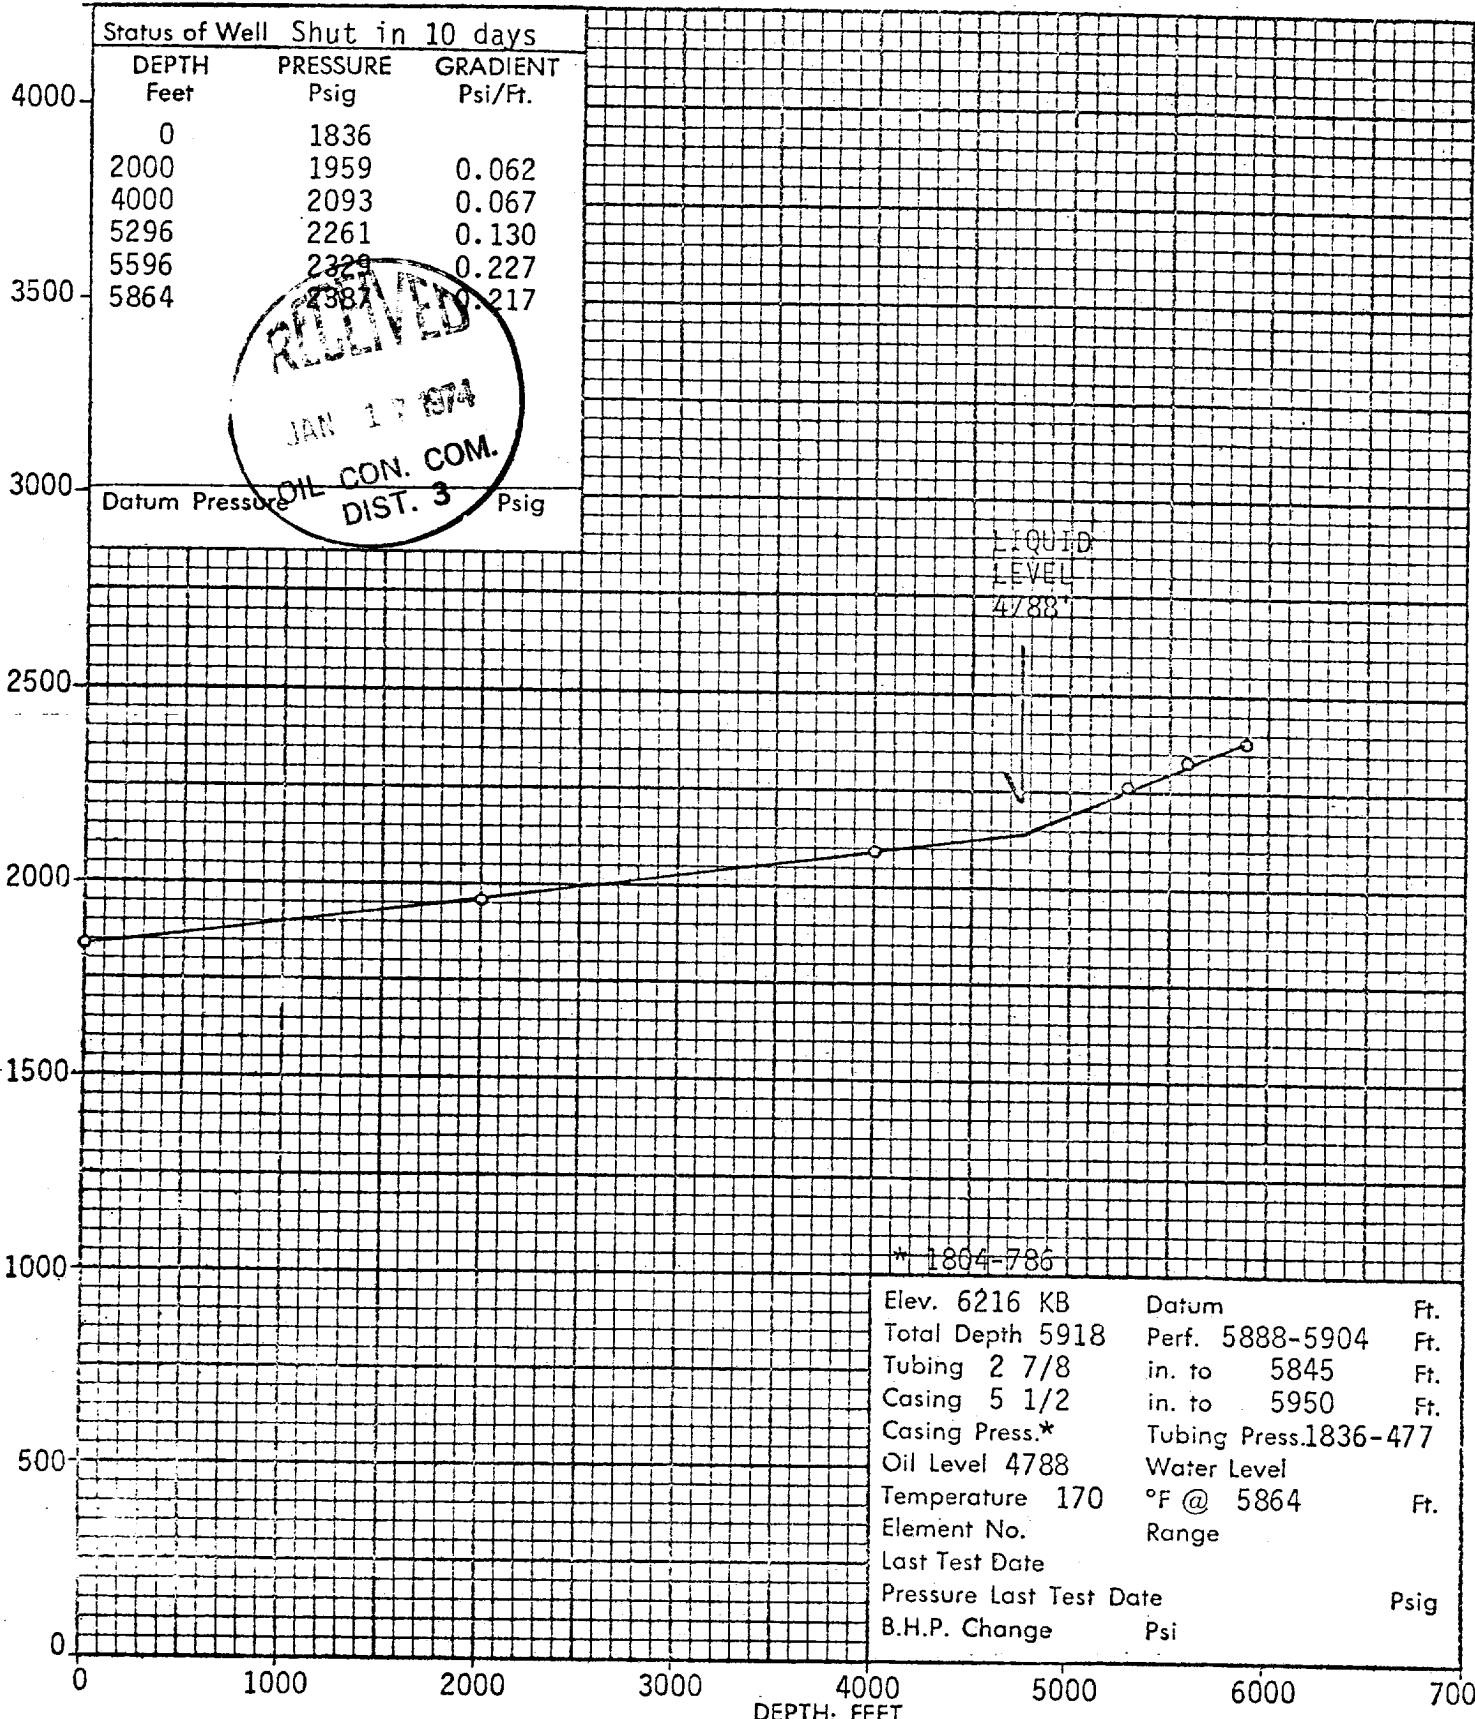 Status of Well Shut in 10 days
DEPTH PRESSURE GRADIENT
Feet Psig Psi/Ft.
0 1836
2000 1959 0.062
4000 2093 0.067
5296 2261 0.130
5596 2329 0.227
5864 2387 0.217
RECEIVED
JAN 1 1974
OIL CON. COM.
DIST. 3
Datum Pressure Psig
4000
3500
3000
2500
2000
1500
1000
500
0
LIQUID
LEVEL
4788'
* 1804-786
Elev. 6216 KB Datum Ft.
Total Depth 5918 Perf. 5888-5904 Ft.
Tubing 2 7/8 in. to 5845 Ft.
Casing 5 1/2 in. to 5950 Ft.
Casing Press.* Tubing Press.1836-477
Oil Level 4788 Water Level
Temperature 170 °F @ 5864 Ft.
Element No. Range
Last Test Date
Pressure Last Test Date Psig
B.H.P. Change Psi
0 1000 2000 3000 4000 5000 6000 700
DEPTH: FEET